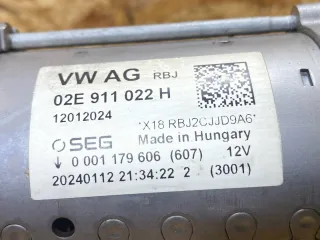 VW AG RBJ
02E 911 022 H
12012024
*X18 RBJ2CJJD9A6*
SEG Made in Hungary
0 001 179 606 (607) 12V
20240112 21:34:22 2 (3001)